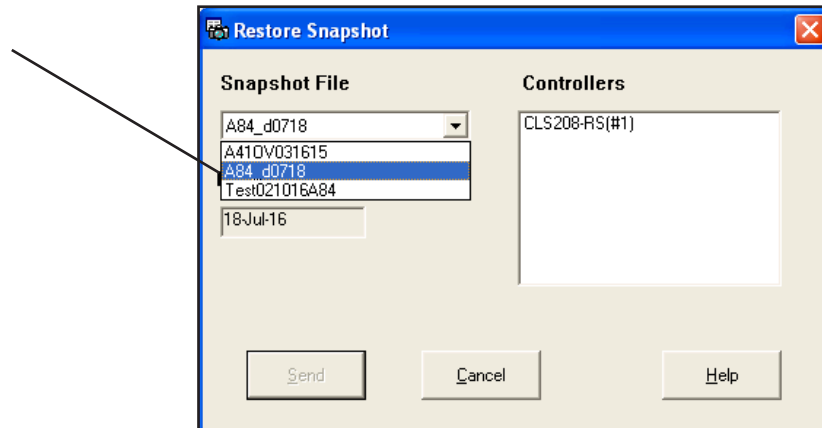 Restore Snapshot
Snapshot File
Controllers
A84_d0718
CLS208-RS(#1)
A41OV031615
A84_d0718
Test021016A84
18-Jul-16
Send
Cancel
Help